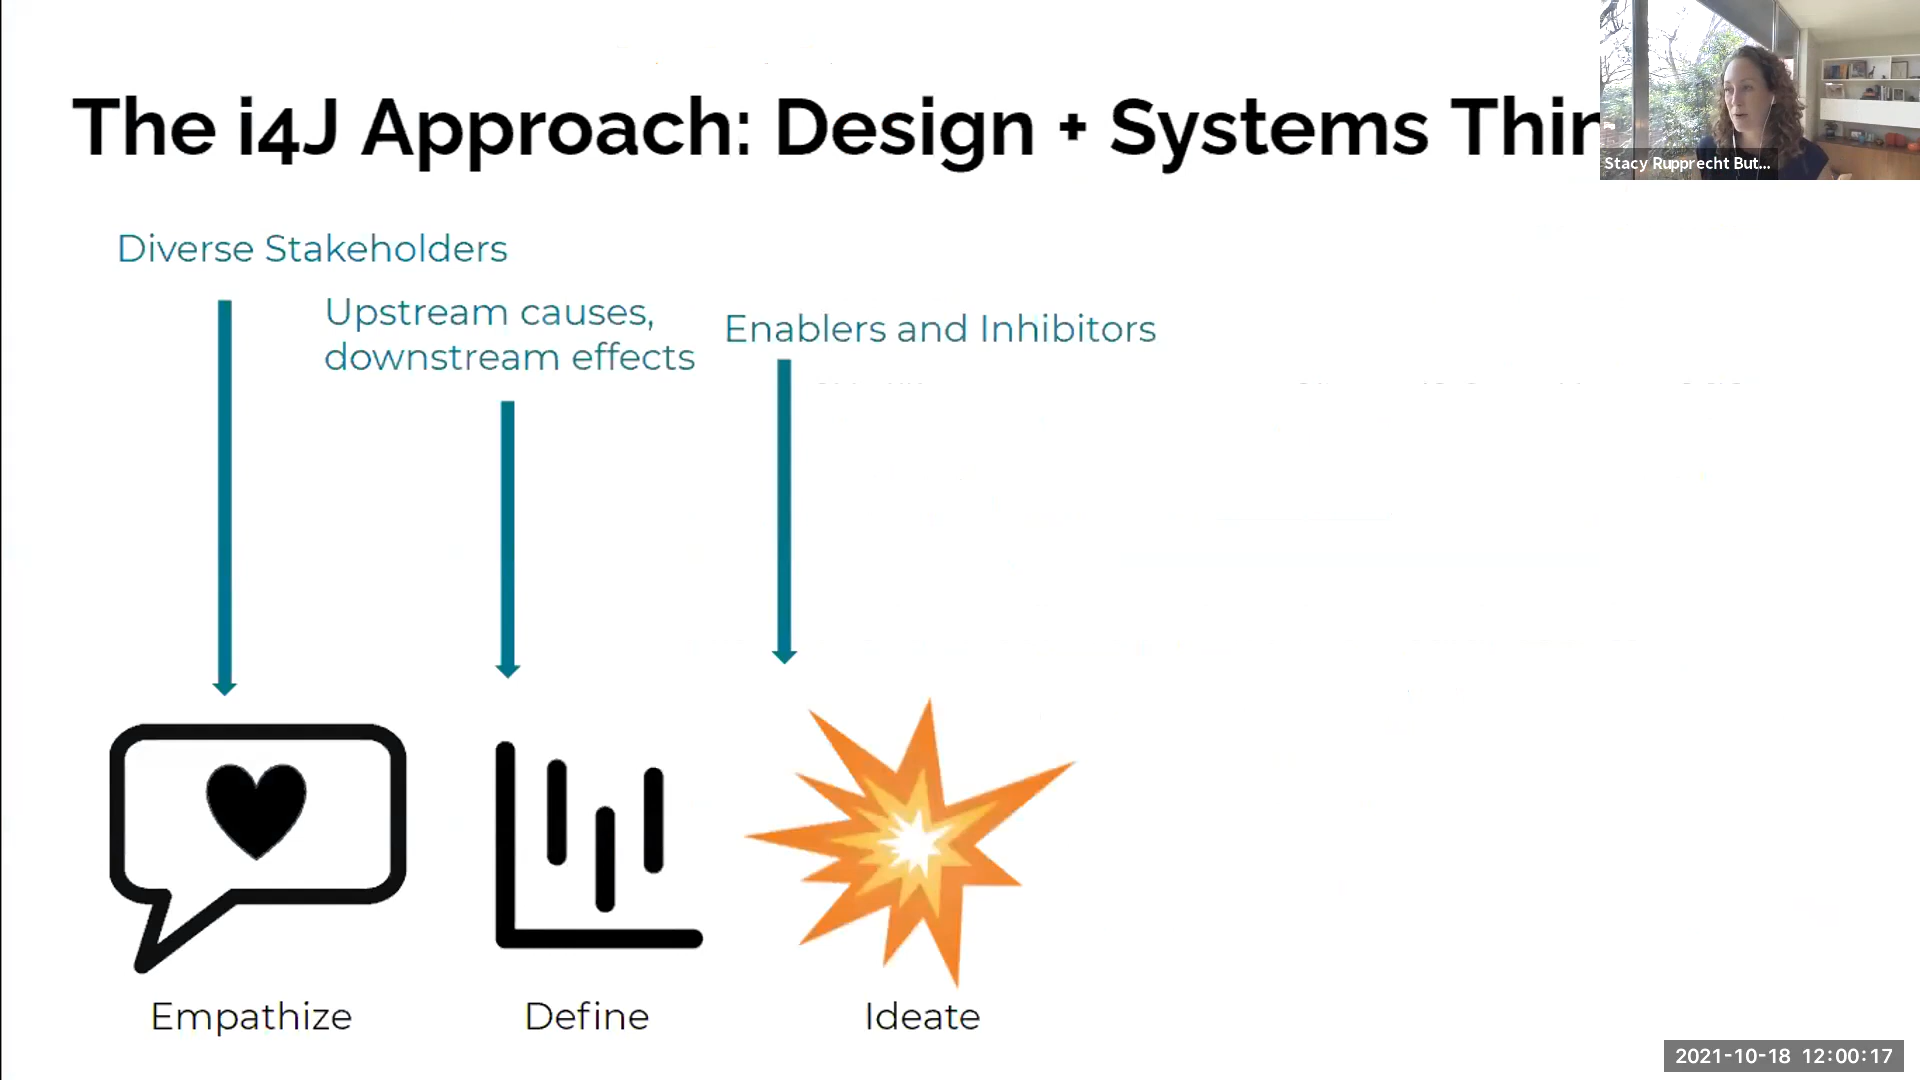 The i4J Approach: Design + Systems Thin
Stacy Rupprecht But...
Diverse Stakeholders
Upstream causes,
downstream effects
Enablers and Inhibitors
Empathize
Define
Ideate
2021-10-18 12:00:17